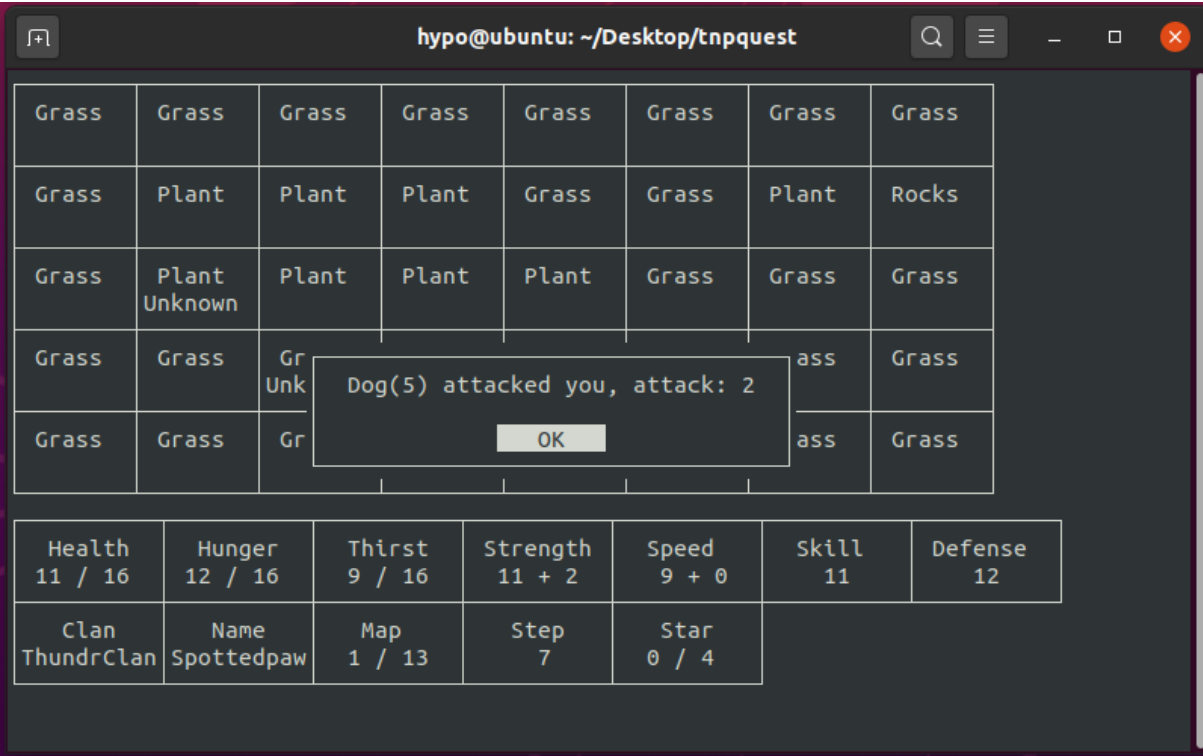 hypo@ubuntu: ~/Desktop/tnpquest
Grass Grass Grass Grass Grass Grass Grass Grass
Grass Plant Plant Plant Grass Grass Plant Rocks
Grass Plant Plant Plant Plant Grass Grass Grass
Unknown
Grass Grass Gr ass Grass
Unk Dog(5) attacked you, attack: 2
Grass Grass Gr OK ass Grass
Health Hunger Thirst Strength Speed Skill Defense
11 / 16 12 / 16 9 / 16 11 + 2 9 + 0 11 12
Clan Name Map Step Star
ThundrClan Spottedpaw 1 / 13 7 0 / 4